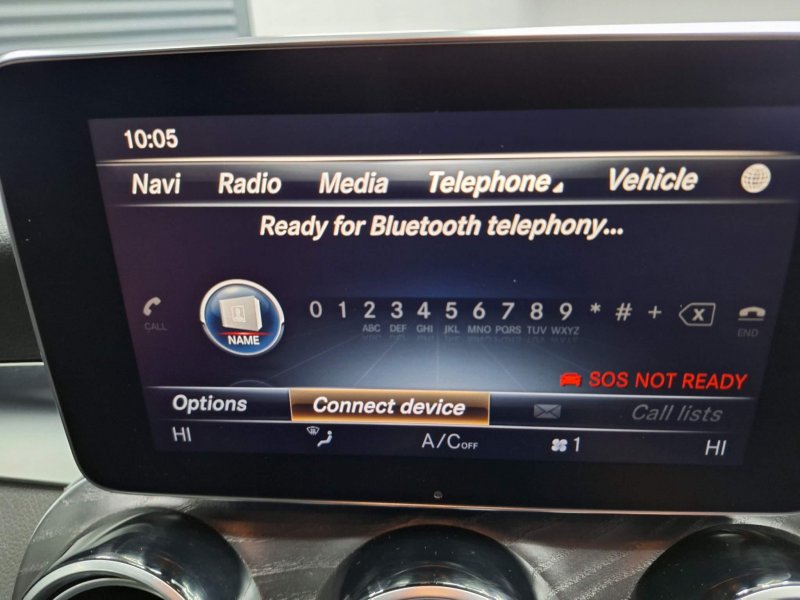 10:05
Navi Radio Media Telephone Vehicle
Ready for Bluetooth telephony...
0 1 2 3 4 5 6 7 8 9 * # + X
CALL NAME ABC DEF GHI JKL MNO PQRS TUV WXYZ END
SOS NOT READY
Options Connect device Call lists
HI A/C OFF 1 HI